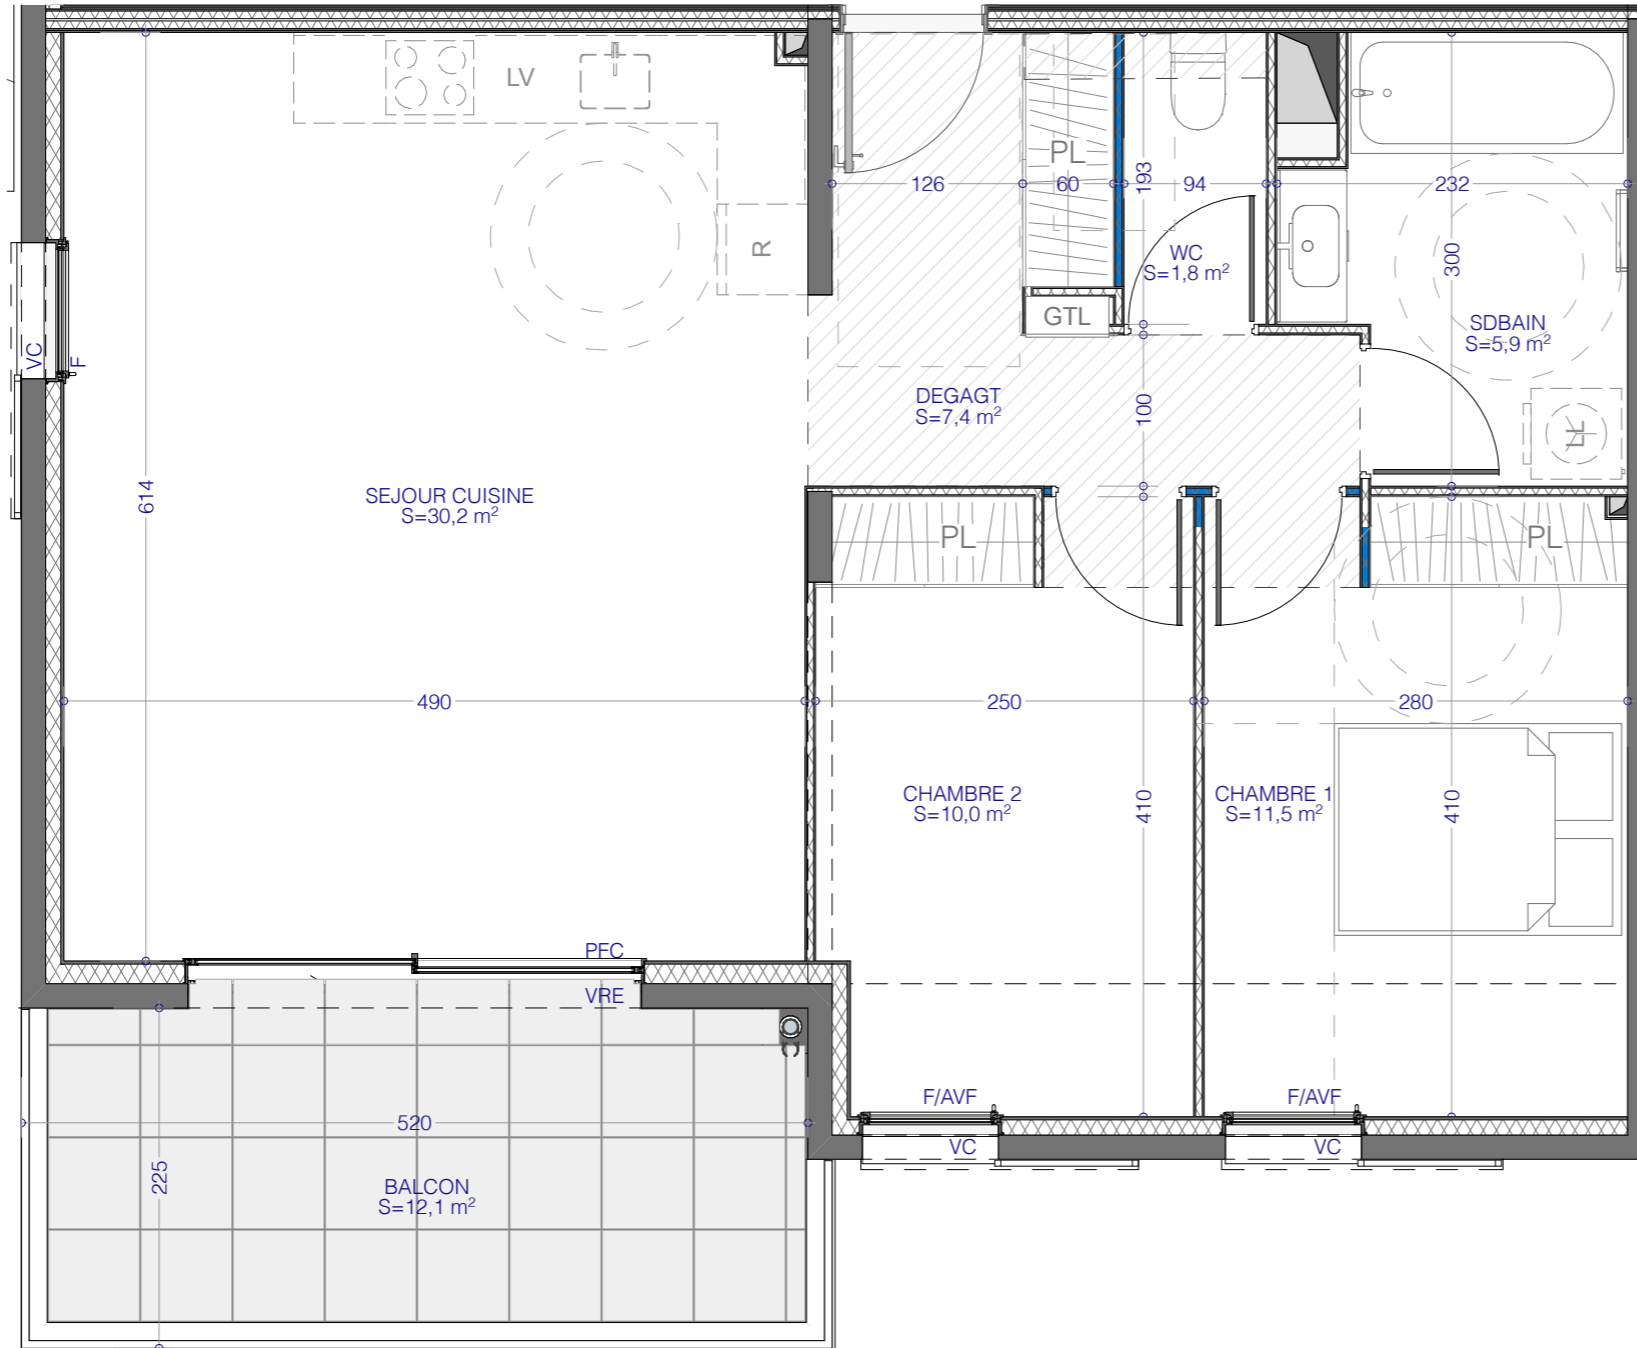 LV
PL
126
60
193
94
232
R
WC
S=1,8 m²
300
GTL
SDBAIN
S=5,9 m²
VC
F
DEGAGT
S=7,4 m²
100
LL
614
SEJOUR CUISINE
S=30,2 m²
PL
PL
490
250
280
CHAMBRE 2
S=10,0 m²
410
CHAMBRE 1
S=11,5 m²
410
PFC
VRE
F/AVF
F/AVF
520
VC
VC
225
BALCON
S=12,1 m²